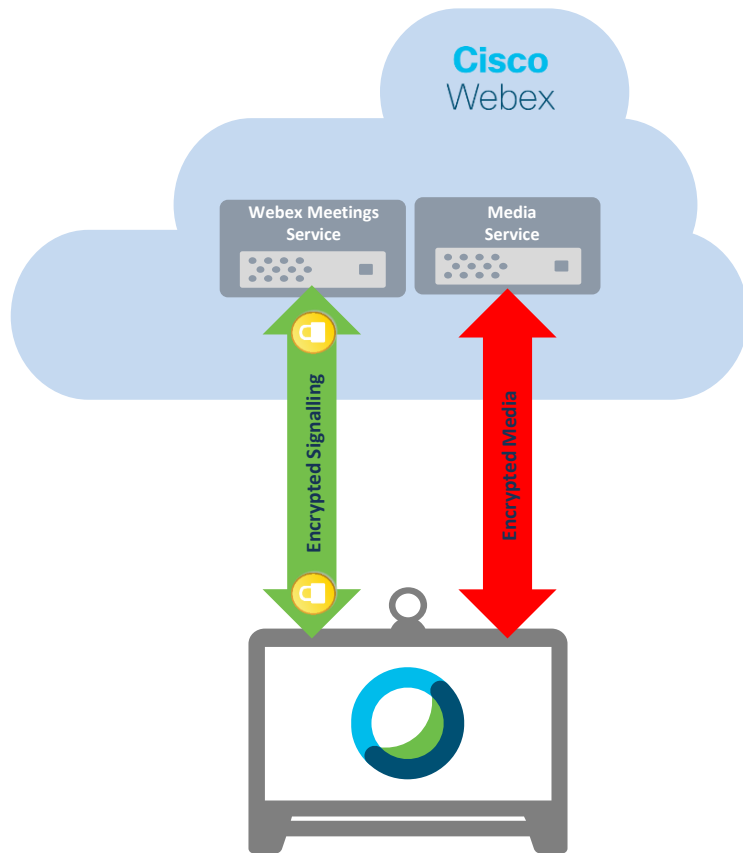 Cisco
Webex
Webex Meetings
Service
Media
Service
Encrypted Signalling
Encrypted Media